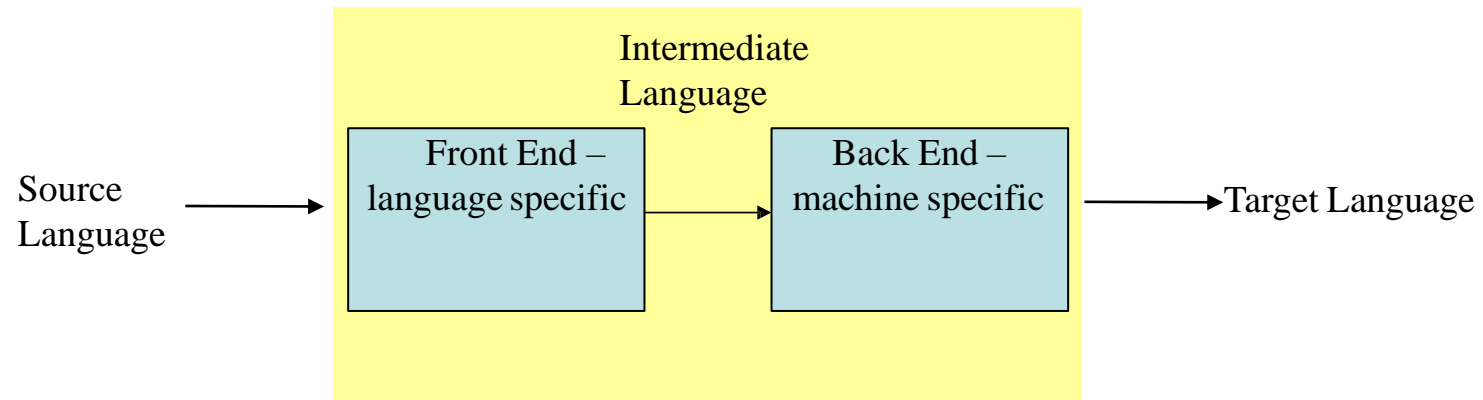 Source
Language
Intermediate
Language
Front End –
language specific
Back End –
machine specific
Target Language